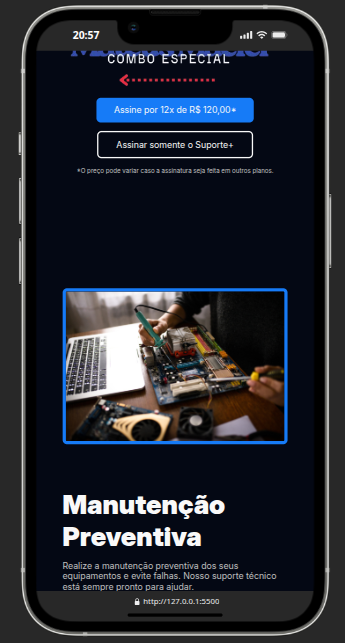 20:57
COMBO ESPECIAL
Assine por 12x de R$ 120,00*
Assinar somente o Suporte+
*O preço pode variar caso a assinatura seja feita em outros planos.
Manutenção
Preventiva
Realize a manutenção preventiva dos seus
equipamentos e evite falhas. Nosso suporte técnico
está sempre pronto para ajudar.
http://127.0.0.1:5500